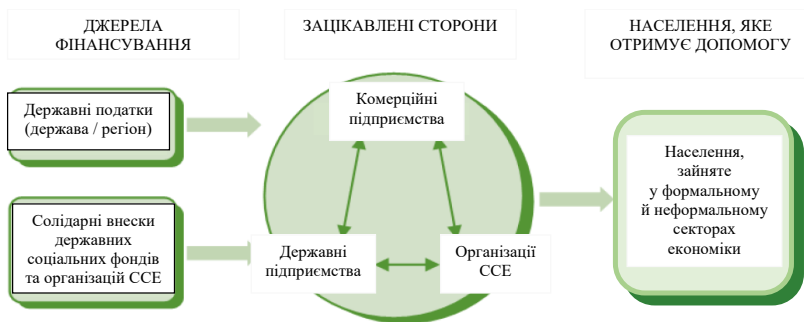 ДЖЕРЕЛА
ФІНАНСУВАННЯ
ЗАЦІКАВЛЕНІ СТОРОНИ
НАСЕЛЕННЯ, ЯКЕ
ОТРИМУЄ ДОПОМОГУ
Державні податки
(держава / регіон)
Солідарні внески
державних
соціальних фондів
та організацій ССЕ
Комерційні
підприємства
Державні
підприємства
Організації
ССЕ
Населення,
зайняте
у формальному
й неформальному
секторах
економіки